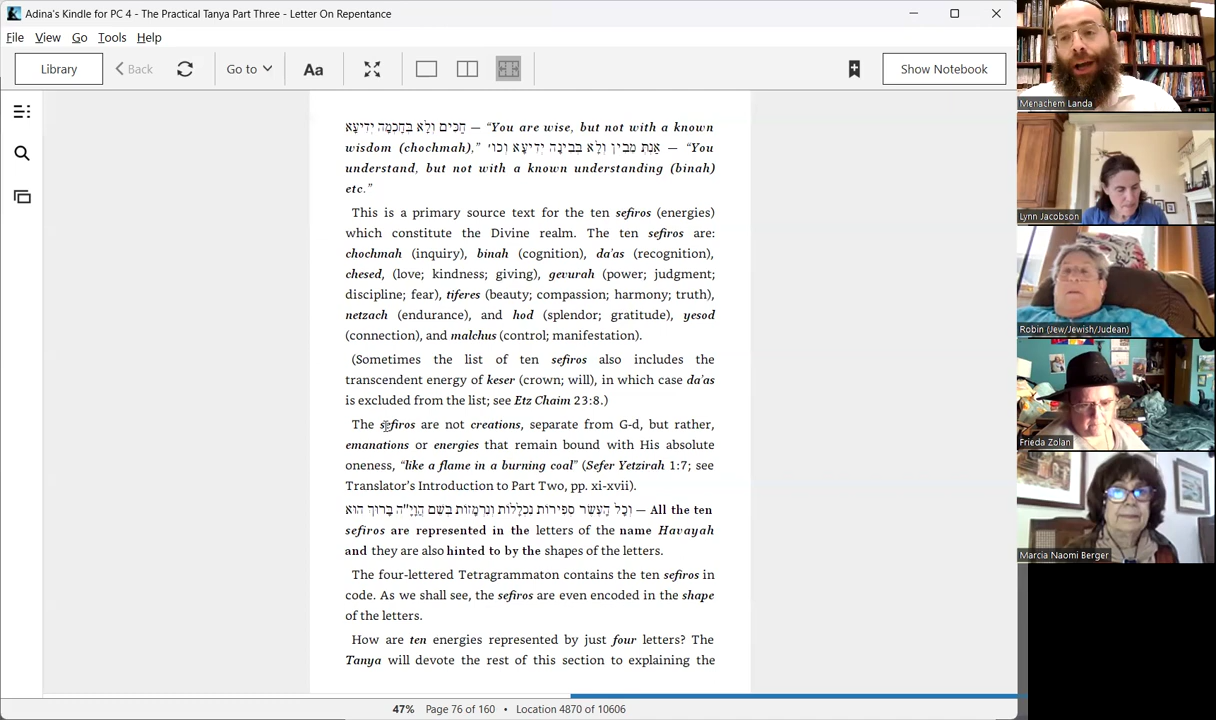 Adina's Kindle for PC 4 - The Practical Tanya Part Three - Letter On Repentance
File View Go Tools Help
Library
Back
Go to
Aa
Show Notebook
חַכִּים וְלָא בְּחָכְמָה יְדִיעָא — “You are wise, but not with a known
wisdom (chochmah),” אַנְתְּ מֵבִין וְלָא בְּבִינָה יְדִיעָא וְכוּ' — “You
understand, but not with a known understanding (binah)
etc.”
This is a primary source text for the ten sefiros (energies)
which constitute the Divine realm. The ten sefiros are:
chochmah (inquiry), binah (cognition), da'as (recognition),
chesed, (love; kindness; giving), gevurah (power; judgment;
discipline; fear), tiferes (beauty; compassion; harmony; truth),
netzach (endurance), and hod (splendor; gratitude), yesod
(connection), and malchus (control; manifestation).
(Sometimes the list of ten sefiros also includes the
transcendent energy of keser (crown; will), in which case da'as
is excluded from the list; see Etz Chaim 23:8.)
The sefiros are not creations, separate from G-d, but rather,
emanations or energies that remain bound with His absolute
oneness, “like a flame in a burning coal” (Sefer Yetzirah 1:7; see
Translator's Introduction to Part Two, pp. xi-xvii).
וְכָל הָעֶשֶׂר סְפִירוֹת נִכְלָלוֹת וְנִרְמָזוֹת בְּשֵׁם הֲוָיָ"ה בָּרוּךְ הוּא — All the ten
sefiros are represented in the letters of the name Havayah
and they are also hinted to by the shapes of the letters.
The four-lettered Tetragrammaton contains the ten sefiros in
code. As we shall see, the sefiros are even encoded in the shape
of the letters.
How are ten energies represented by just four letters? The
Tanya will devote the rest of this section to explaining the
47% Page 76 of 160 • Location 4870 of 10606
Menachem Landa
Lynn Jacobson
Robin (Jew/Jewish/Judean)
Frieda Zolan
Marcia Naomi Berger